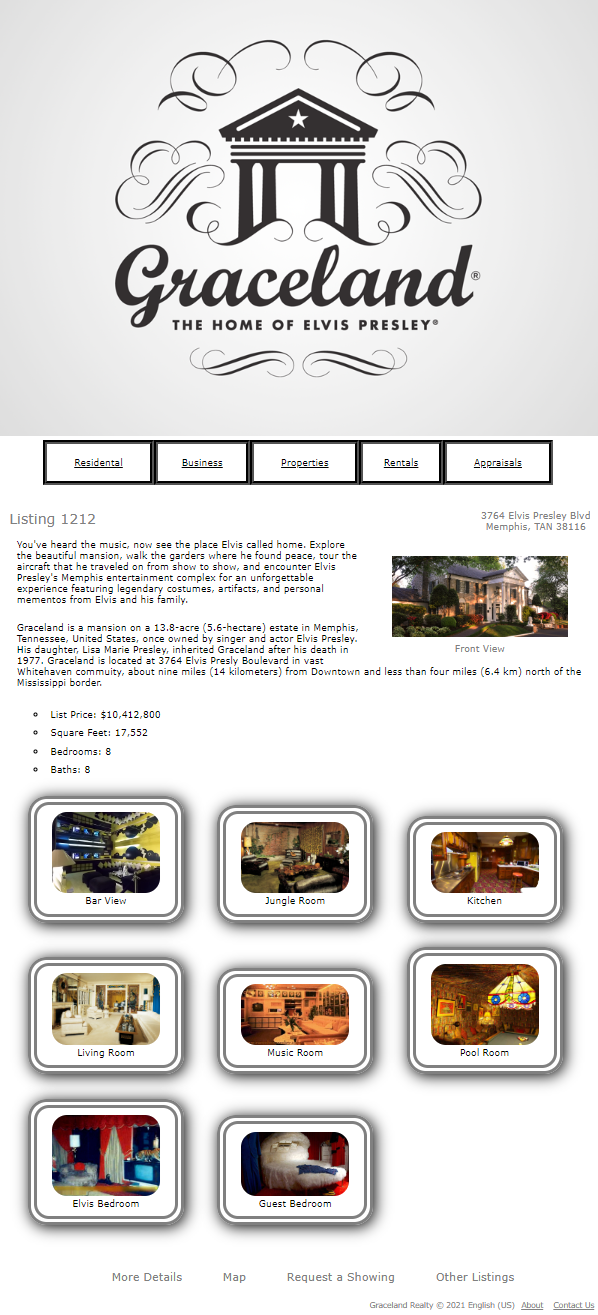 Graceland®
THE HOME OF ELVIS PRESLEY®
Residental Business Properties Rentals Appraisals
Listing 1212
3764 Elvis Presley Blvd
Memphis, TAN 38116
You've heard the music, now see the place Elvis called home. Explore
the beautiful mansion, walk the garders where he found peace, tour the
aircraft that he traveled on from show to show, and encounter Elvis
Presley's Memphis entertainment complex for an unforgettable
experience featuring legendary costumes, artifacts, and personal
mementos from Elvis and his family.
Front View
Graceland is a mansion on a 13.8-acre (5.6-hectare) estate in Memphis,
Tennessee, United States, once owned by singer and actor Elvis Presley.
His daughter, Lisa Marie Presley, inherited Graceland after his death in
1977. Graceland is located at 3764 Elvis Presly Boulevard in vast
Whitehaven commuity, about nine miles (14 kilometers) from Downtown and less than four miles (6.4 km) north of the
Mississippi border.
List Price: $10,412,800
Square Feet: 17,552
Bedrooms: 8
Baths: 8
Bar View
Jungle Room
Kitchen
Living Room
Music Room
Pool Room
Elvis Bedroom
Guest Bedroom
More Details Map Request a Showing Other Listings
Graceland Realty © 2021 English (US) About Contact Us